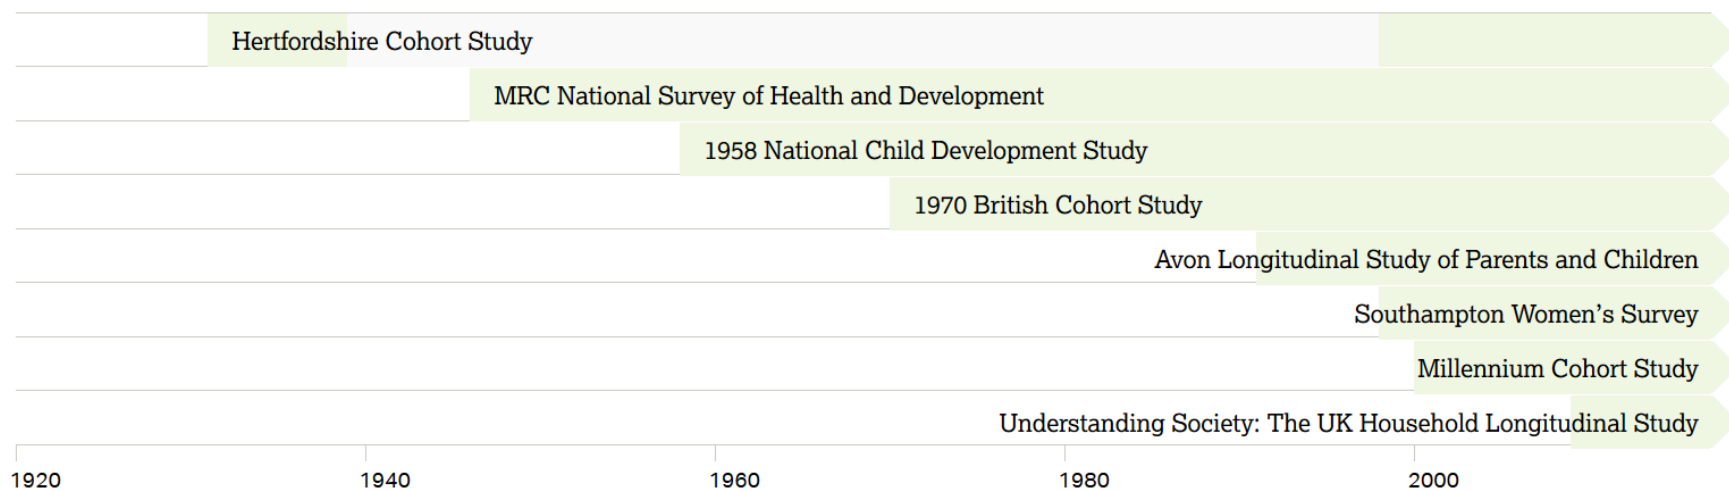 Hertfordshire Cohort Study
MRC National Survey of Health and Development
1958 National Child Development Study
1970 British Cohort Study
Avon Longitudinal Study of Parents and Children
Southampton Women’s Survey
Millennium Cohort Study
Understanding Society: The UK Household Longitudinal Study
1920 1940 1960 1980 2000